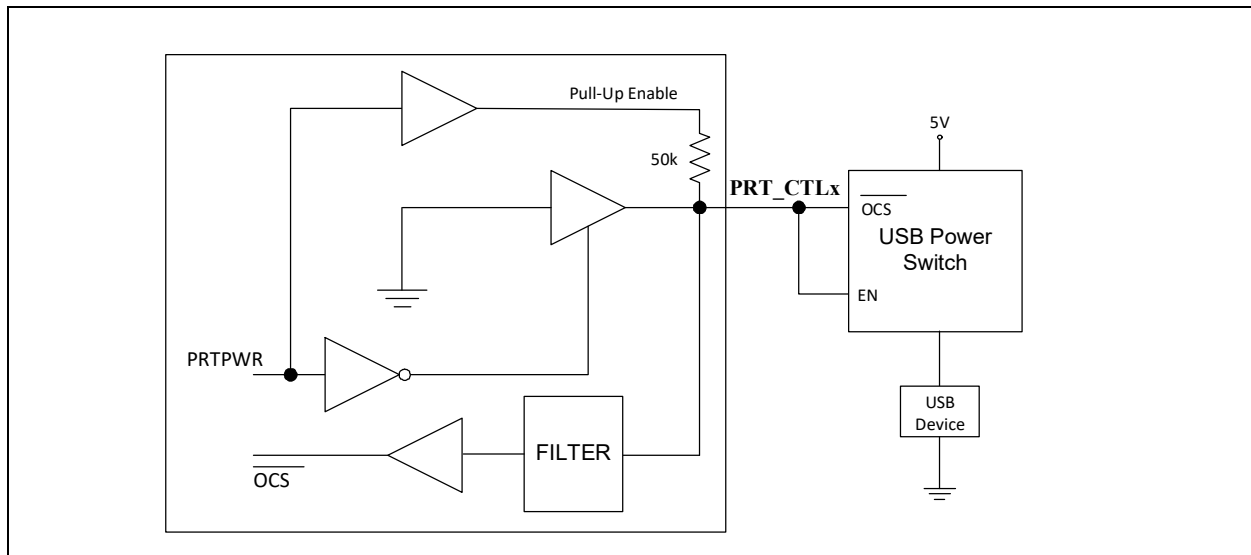 Pull-Up Enable
5V
50k
PRT_CTLx
OCS
USB Power
Switch
EN
PRTPWR
USB
Device
FILTER
OCS